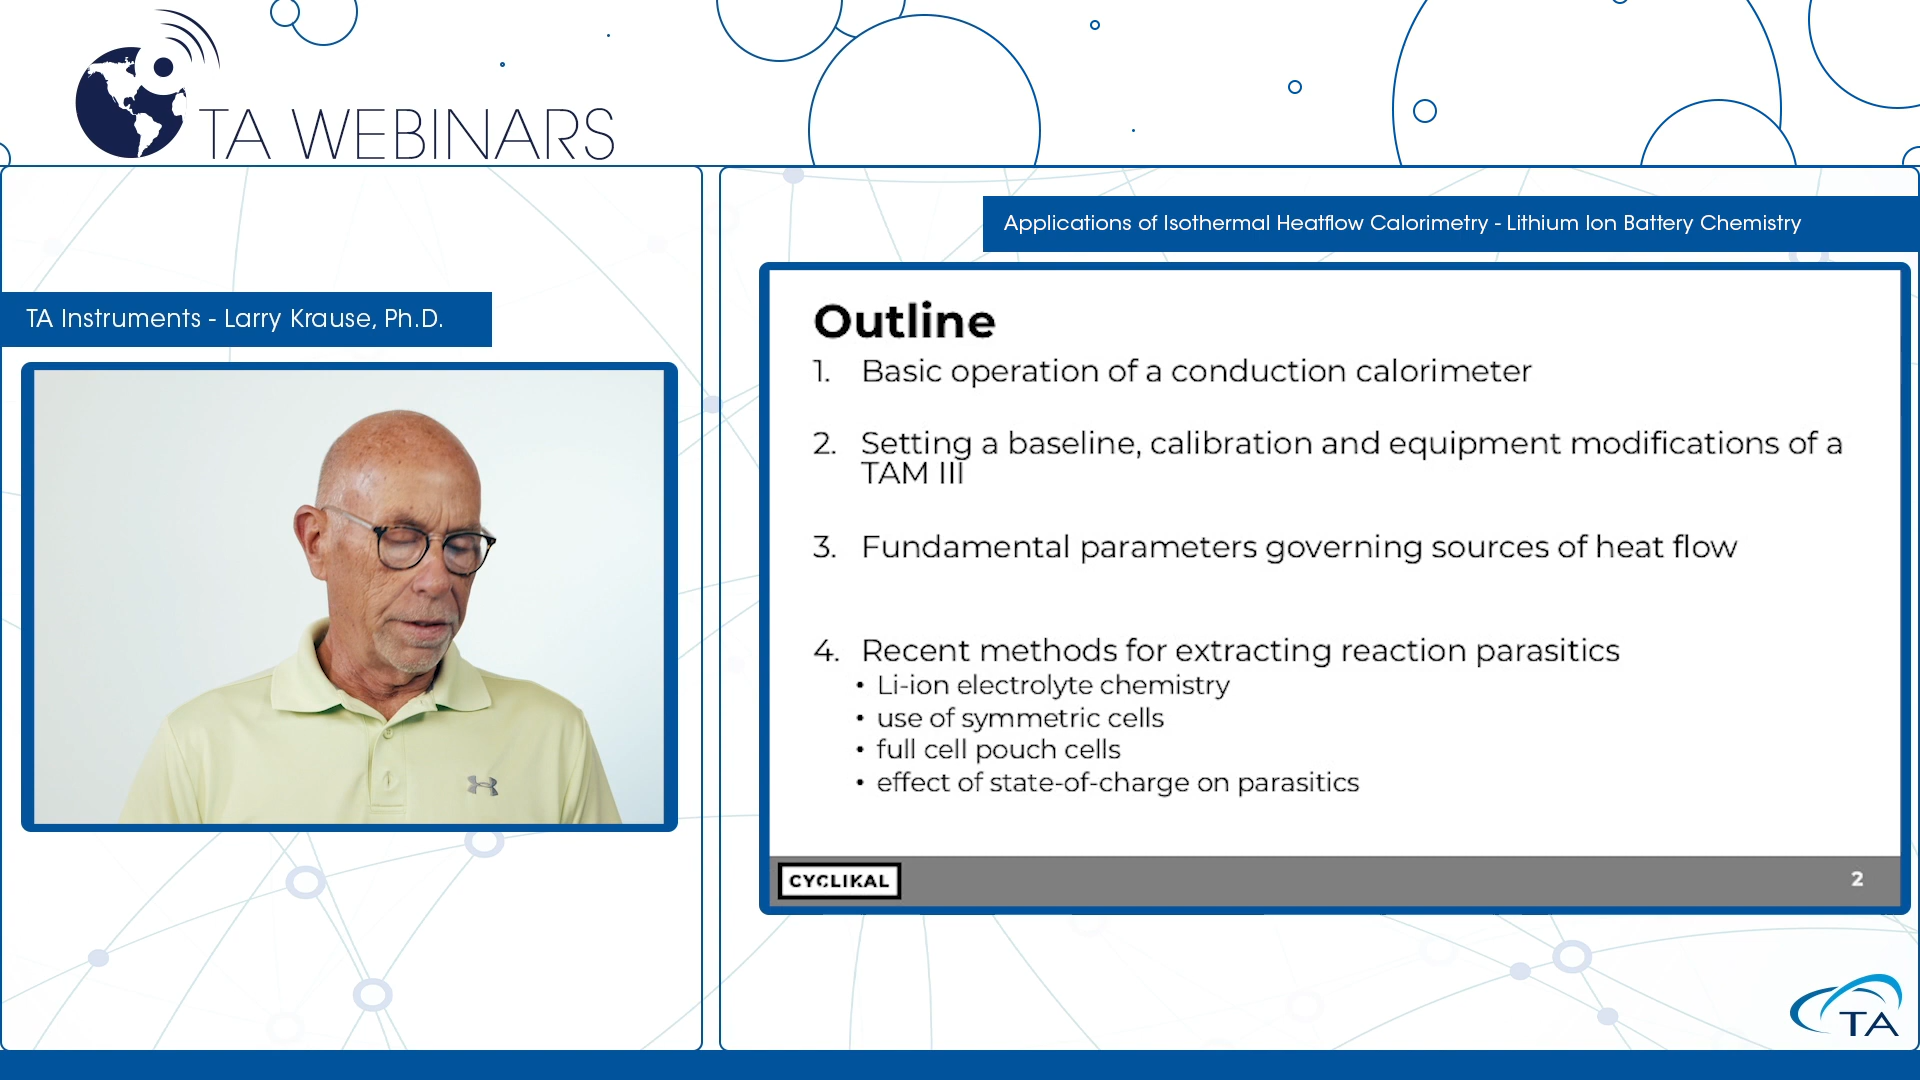 TA WEBINARS
Applications of Isothermal Heatflow Calorimetry - Lithium Ion Battery Chemistry
TA Instruments - Larry Krause, Ph.D.
Outline
1. Basic operation of a conduction calorimeter
2. Setting a baseline, calibration and equipment modifications of a
TAM III
3. Fundamental parameters governing sources of heat flow
4. Recent methods for extracting reaction parasitics
• Li-ion electrolyte chemistry
• use of symmetric cells
• full cell pouch cells
• effect of state-of-charge on parasitics
CYCLIKAL
2
TA